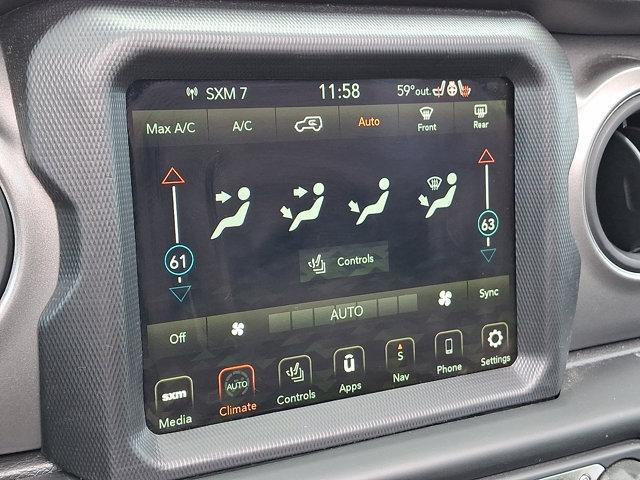 SXM 7 11:58 59°out.
Max A/C A/C Auto Front Rear
61 63
Controls
Off AUTO Sync
sxm AUTO ū S
Media Climate Controls Apps Nav Phone Settings